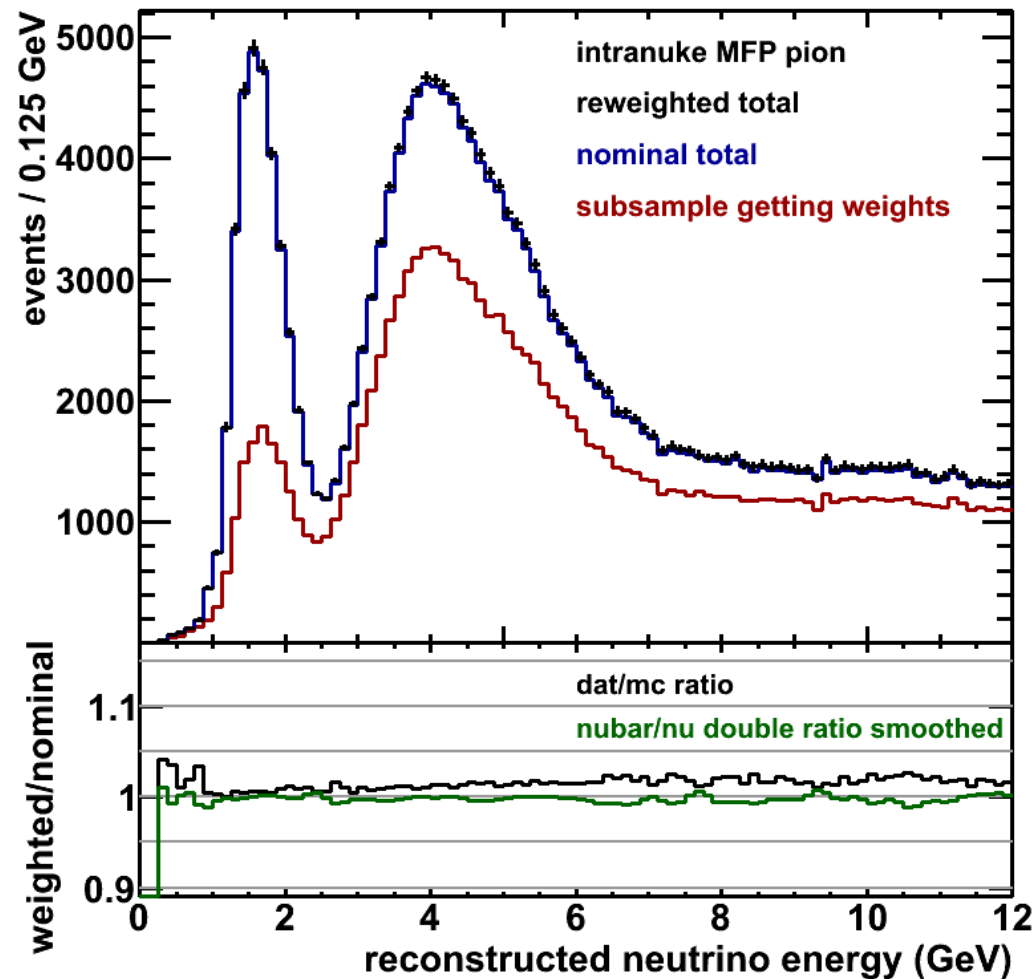 events / 0.125 GeV
5000
4000
3000
2000
1000
intranuke MFP pion
reweighted total
nominal total
subsample getting weights
weighted/nominal
1.1
1
0.9
dat/mc ratio
nubar/nu double ratio smoothed
0 2 4 6 8 10 12
reconstructed neutrino energy (GeV)